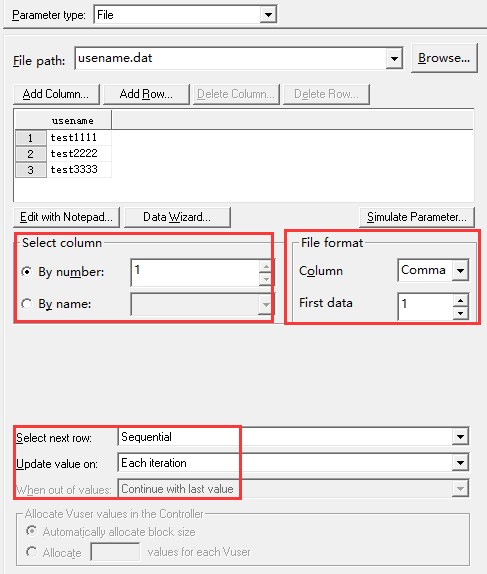 Parameter type: File
File path: usename.dat Browse...
Add Column... Add Row... Delete Column... Delete Row...
usename
1 test1111
2 test2222
3 test3333
Edit with Notepad... Data Wizard... Simulate Parameter...
Select column File format
By number: 1 Column Comma
By name: First data 1
Select next row: Sequential
Update value on: Each iteration
When out of values: Continue with last value
Allocate Vuser values in the Controller
Automatically allocate block size
Allocate values for each Vuser